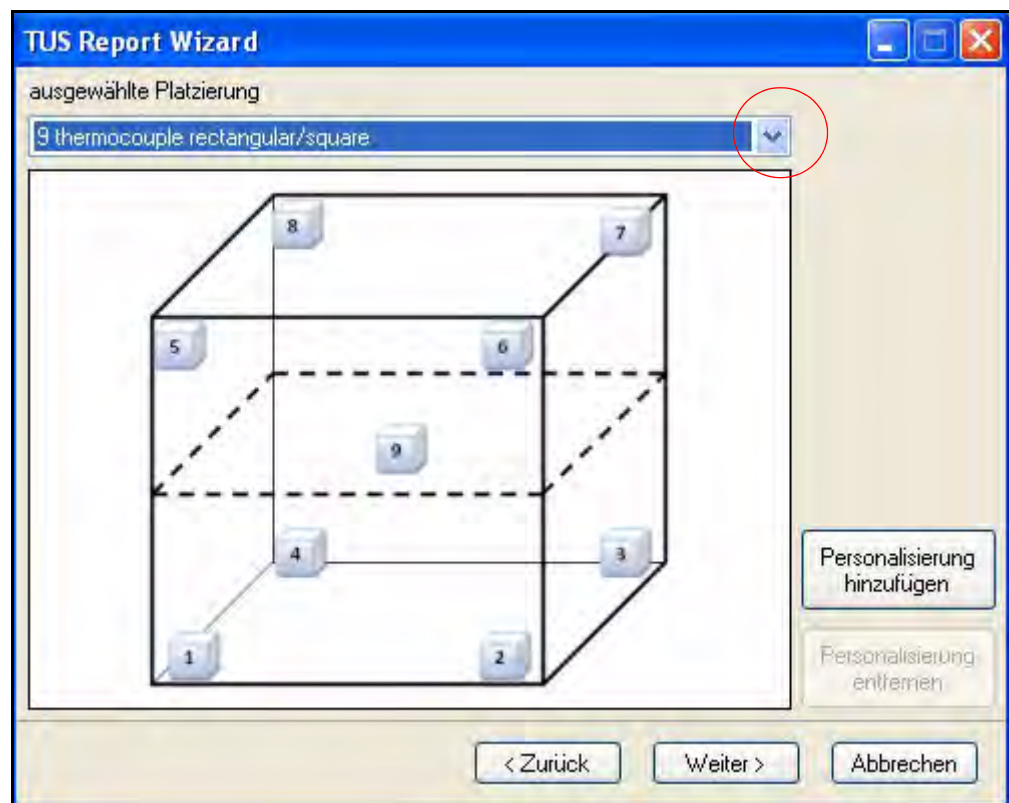 TUS Report Wizard
ausgewählte Platzierung
9 thermocouple rectangular/square
8
7
5
6
9
4
3
1
2
Personalisierung
hinzufügen
Personalisierung
entfernen
< Zurück
Weiter >
Abbrechen